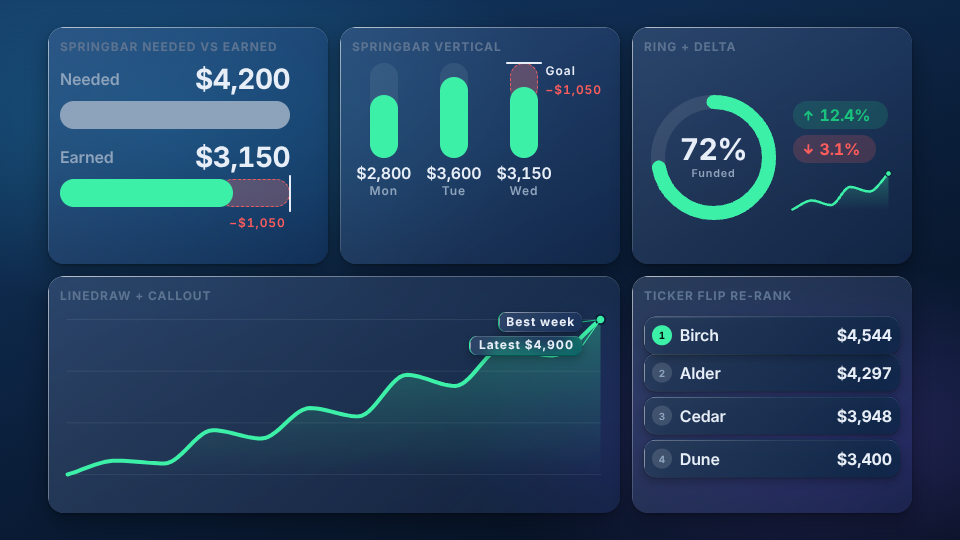 SPRINGBAR NEEDED VS EARNED
Needed $4,200
Earned $3,150
−$1,050
SPRINGBAR VERTICAL
Goal
−$1,050
$2,800 $3,600 $3,150
Mon Tue Wed
RING + DELTA
72%
Funded
↑ 12.4%
↓ 3.1%
LINEDRAW + CALLOUT
Best week
Latest $4,900
TICKER FLIP RE-RANK
1 Birch $4,544
2 Alder $4,297
3 Cedar $3,948
4 Dune $3,400